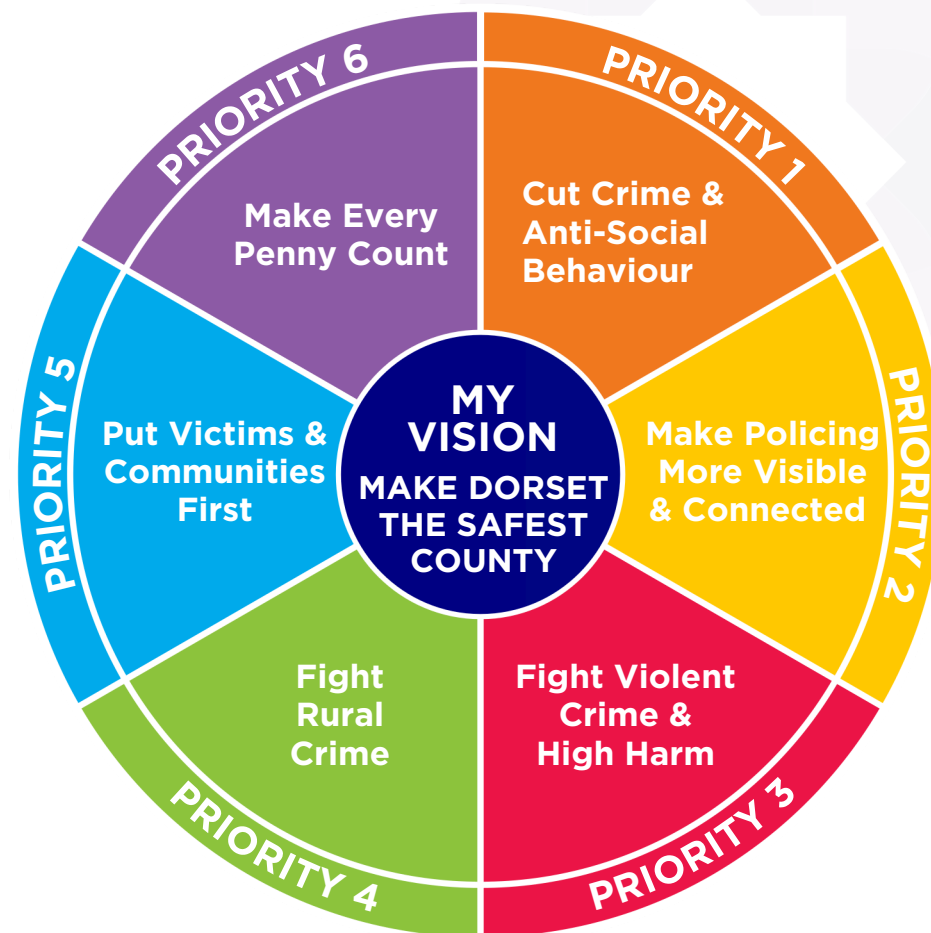 PRIORITY 1
Cut Crime &
Anti-Social
Behaviour
PRIORITY 2
Make Policing
More Visible
& Connected
PRIORITY 3
Fight Violent
Crime &
High Harm
PRIORITY 4
Fight
Rural
Crime
PRIORITY 5
Put Victims &
Communities
First
PRIORITY 6
Make Every
Penny Count
MY
VISION
MAKE DORSET
THE SAFEST
COUNTY